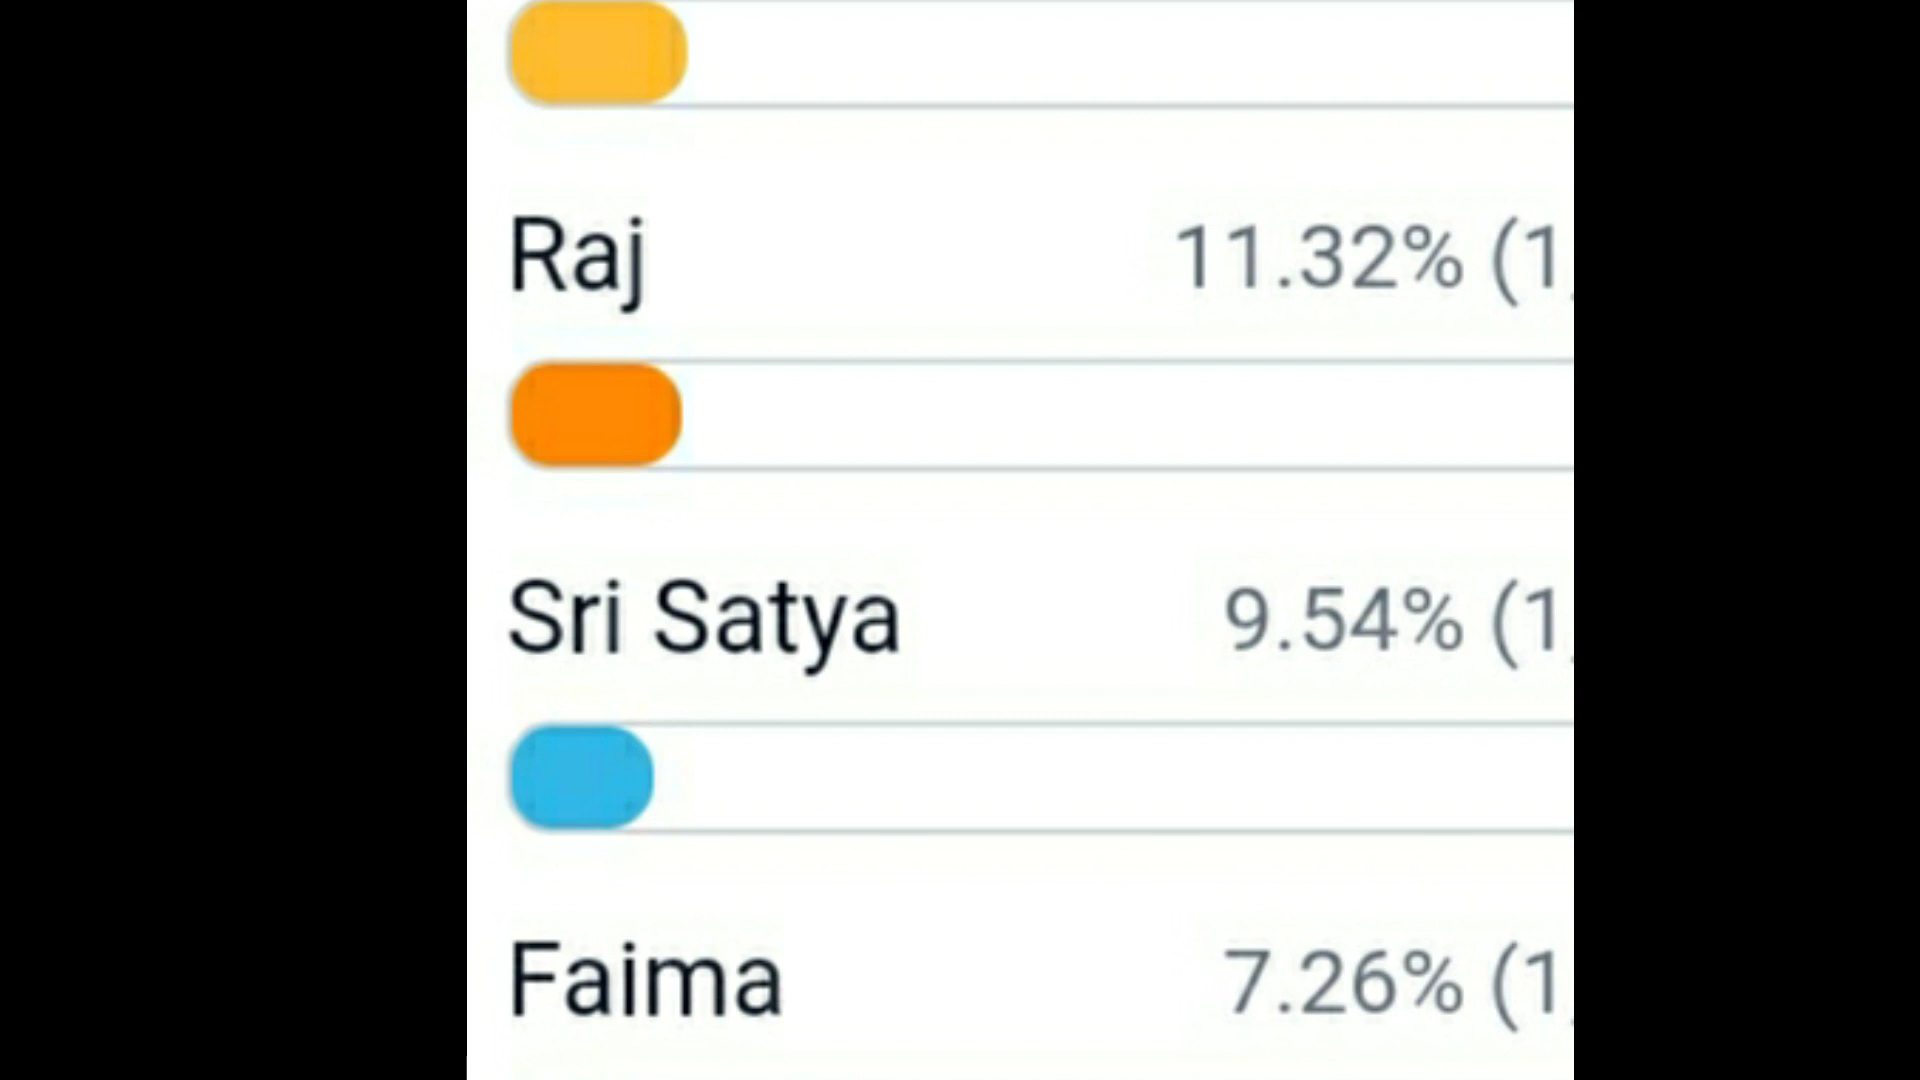 Raj 11.32% (1,
Sri Satya 9.54% (1,
Faima 7.26% (1,